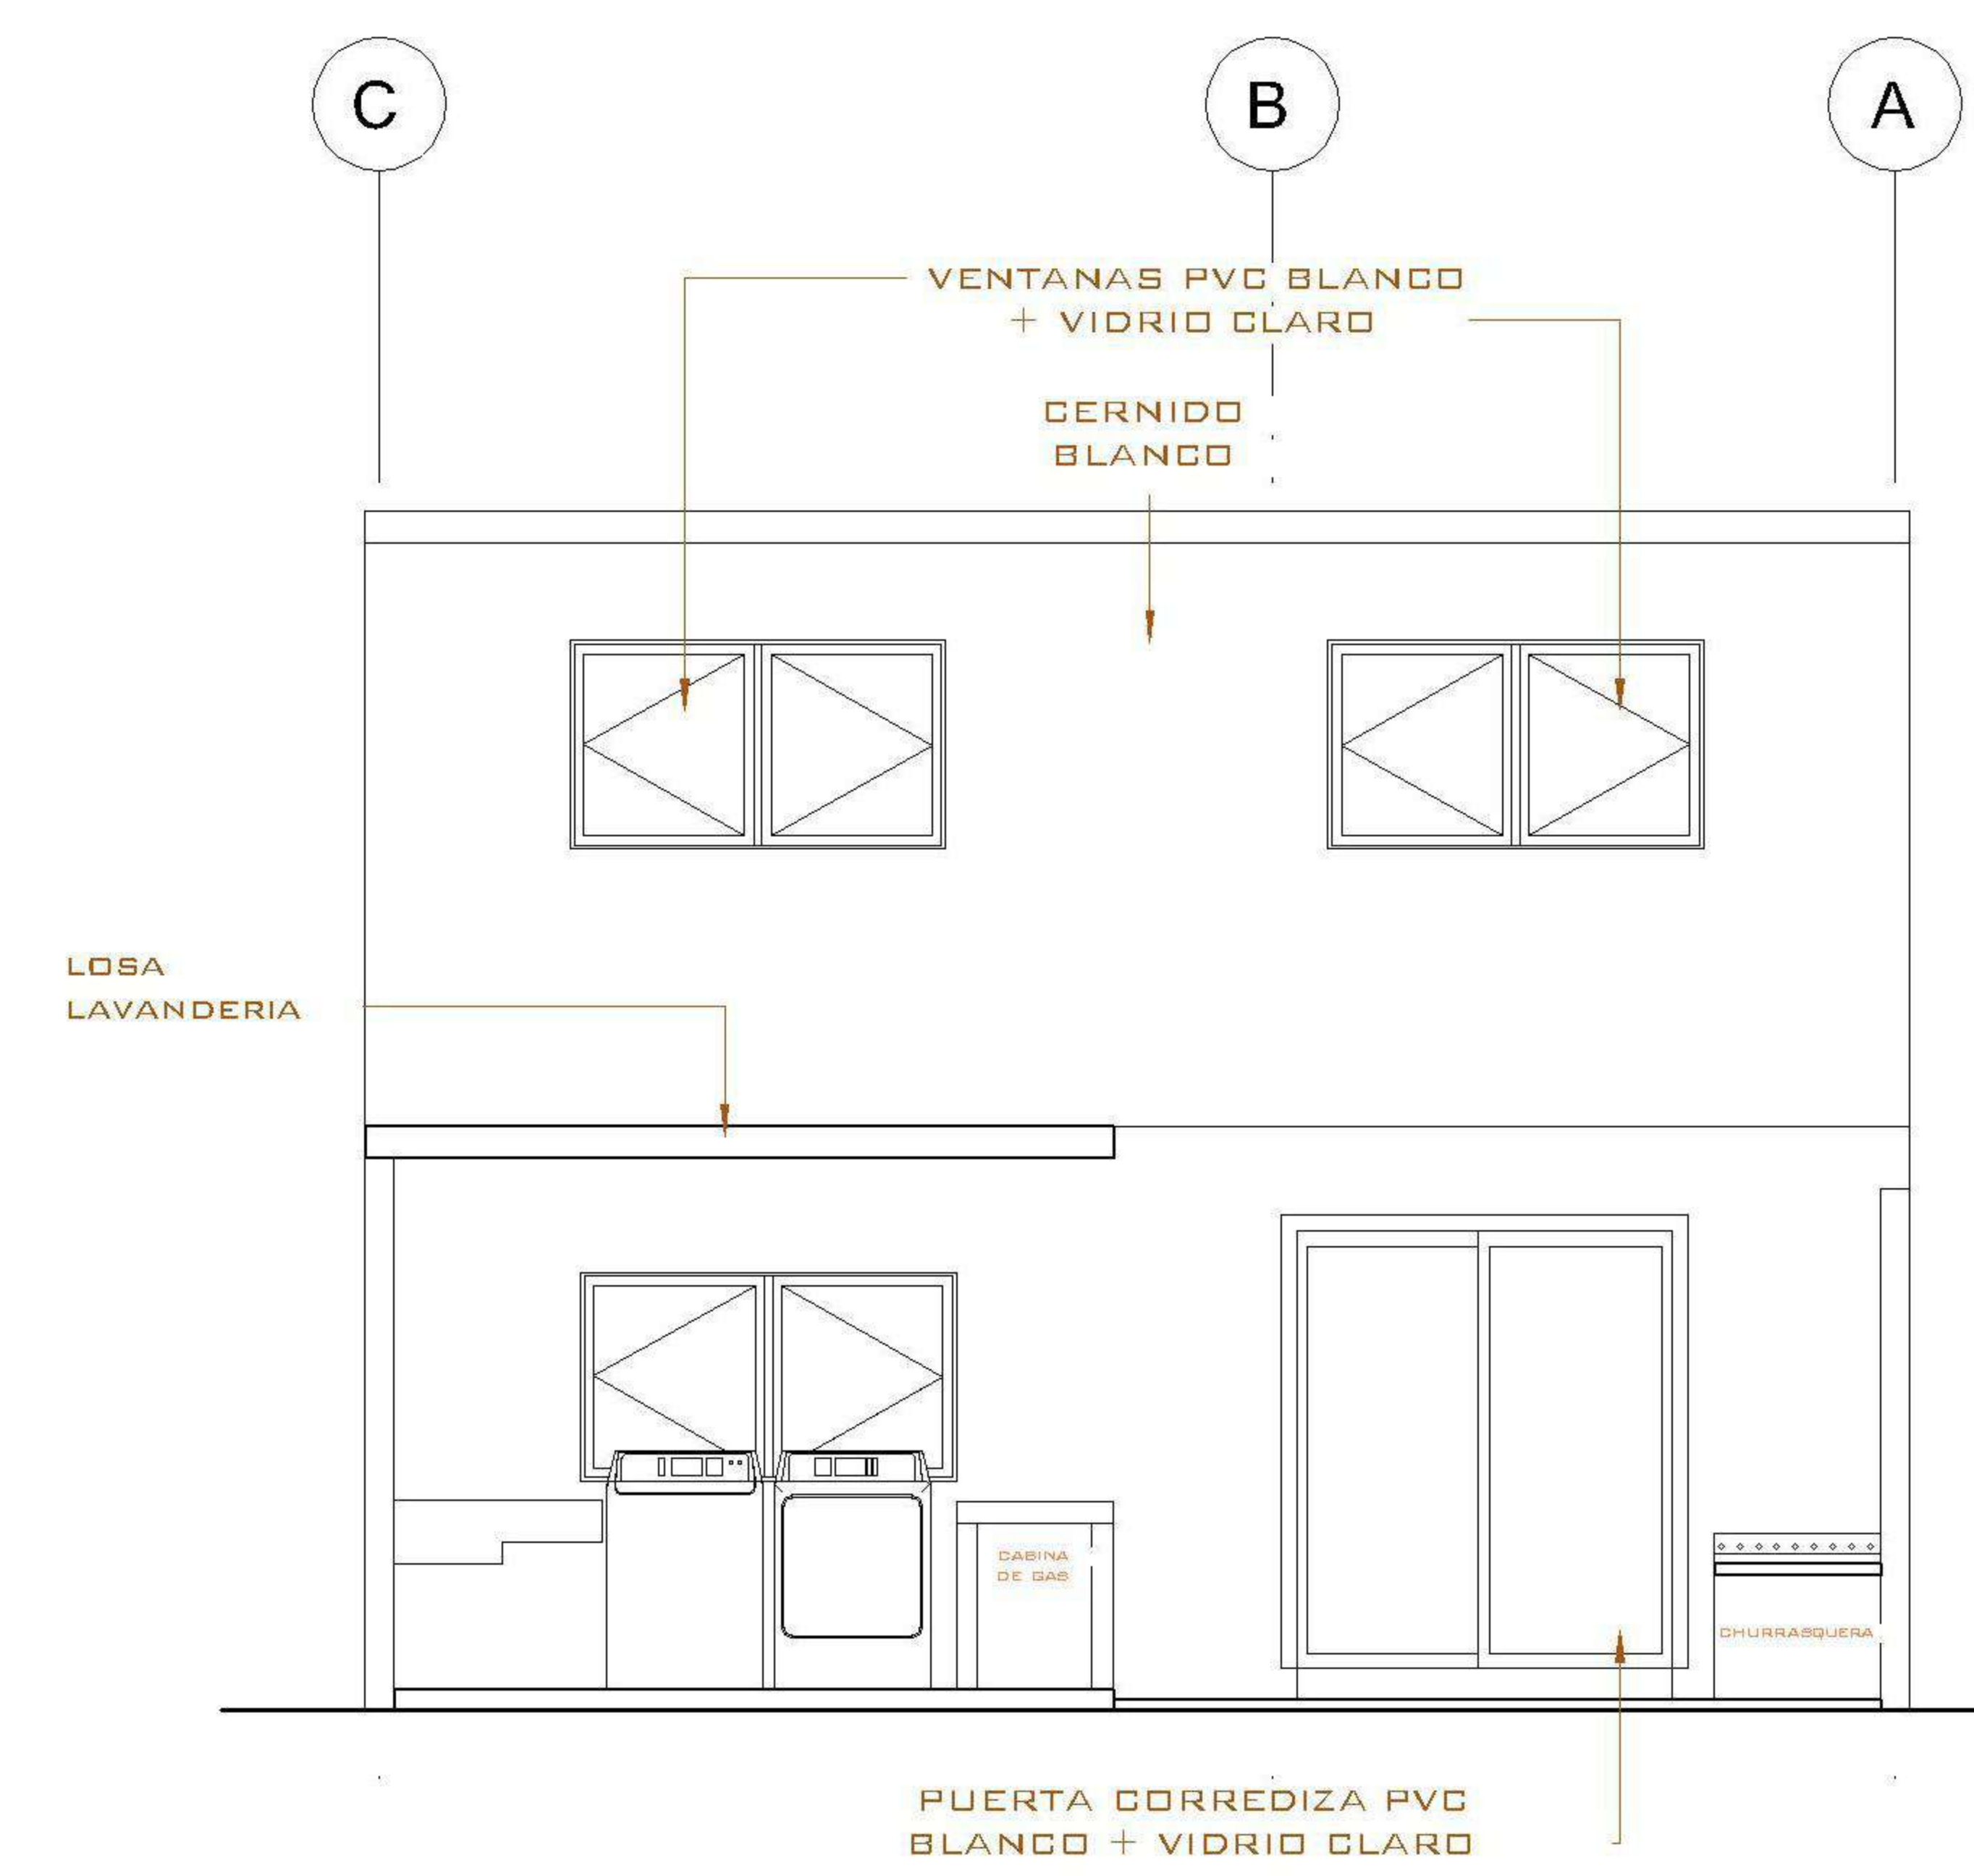 C
B
A
VENTANAS PVC BLANCO
+ VIDRIO CLARO
CERNIDO
BLANCO
LOSA
LAVANDERIA
CABINA
DE GAS
CHURRASQUERA
PUERTA CORREDIZA PVC
BLANCO + VIDRIO CLARO